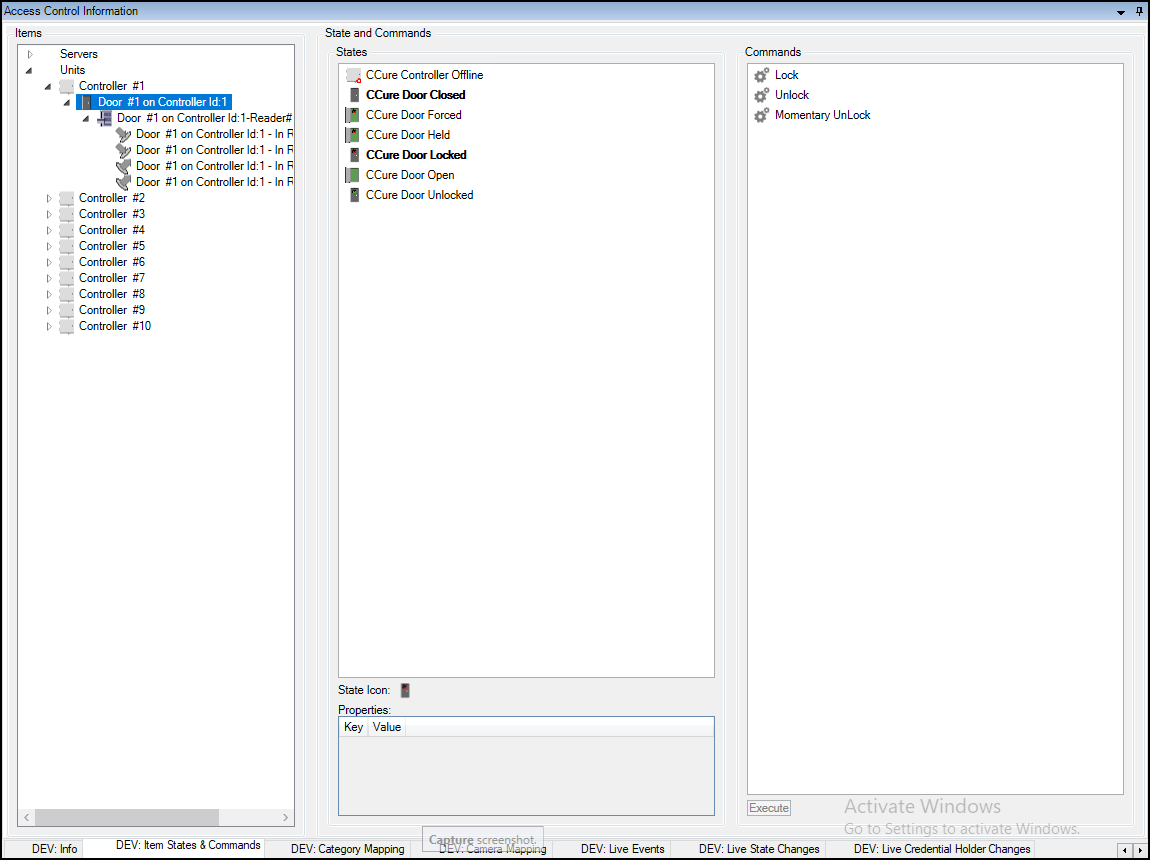 Access Control Information
Items
Servers
Units
Controller #1
Door #1 on Controller Id:1
Door #1 on Controller Id:1-Reader#
Door #1 on Controller Id:1 - In R
Door #1 on Controller Id:1 - In R
Door #1 on Controller Id:1 - In R
Door #1 on Controller Id:1 - In R
Controller #2
Controller #3
Controller #4
Controller #5
Controller #6
Controller #7
Controller #8
Controller #9
Controller #10
State and Commands
States
CCure Controller Offline
CCure Door Closed
CCure Door Forced
CCure Door Held
CCure Door Locked
CCure Door Open
CCure Door Unlocked
State Icon:
Properties:
Key Value
Commands
Lock
Unlock
Momentary UnLock
Execute
Activate Windows
Go to Settings to activate Windows.
Capture screenshot.
DEV: Info DEV: Item States & Commands DEV: Category Mapping DEV: Camera Mapping DEV: Live Events DEV: Live State Changes DEV: Live Credential Holder Changes